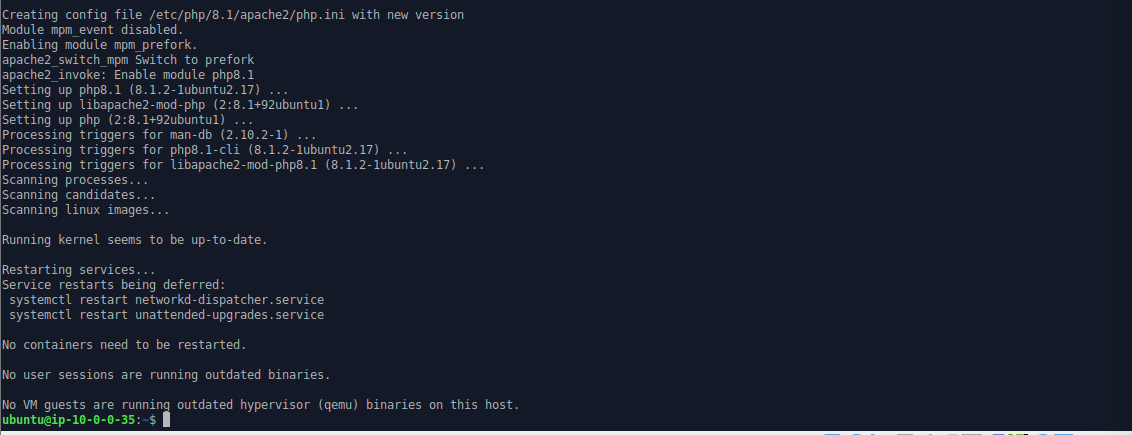 Creating config file /etc/php/8.1/apache2/php.ini with new version
Module mpm_event disabled.
Enabling module mpm_prefork.
apache2_switch_mpm Switch to prefork
apache2_invoke: Enable module php8.1
Setting up php8.1 (8.1.2-1ubuntu2.17) ...
Setting up libapache2-mod-php (2:8.1+92ubuntu1) ...
Setting up php (2:8.1+92ubuntu1) ...
Processing triggers for man-db (2.10.2-1) ...
Processing triggers for php8.1-cli (8.1.2-1ubuntu2.17) ...
Processing triggers for libapache2-mod-php8.1 (8.1.2-1ubuntu2.17) ...
Scanning processes...
Scanning candidates...
Scanning linux images...
Running kernel seems to be up-to-date.
Restarting services...
Service restarts being deferred:
systemctl restart networkd-dispatcher.service
systemctl restart unattended-upgrades.service
No containers need to be restarted.
No user sessions are running outdated binaries.
No VM guests are running outdated hypervisor (qemu) binaries on this host.
ubuntu@ip-10-0-0-35:~$